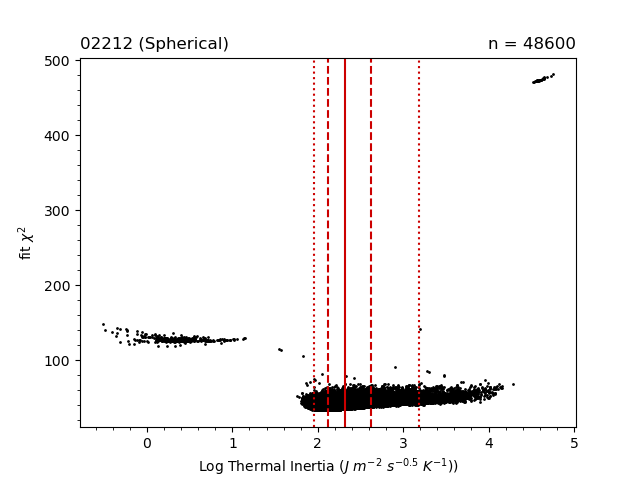 02212 (Spherical)
n = 48600
500
400
300
200
100
fit χ²
0 1 2 3 4 5
Log Thermal Inertia (J m⁻² s⁻⁰·⁵ K⁻¹))